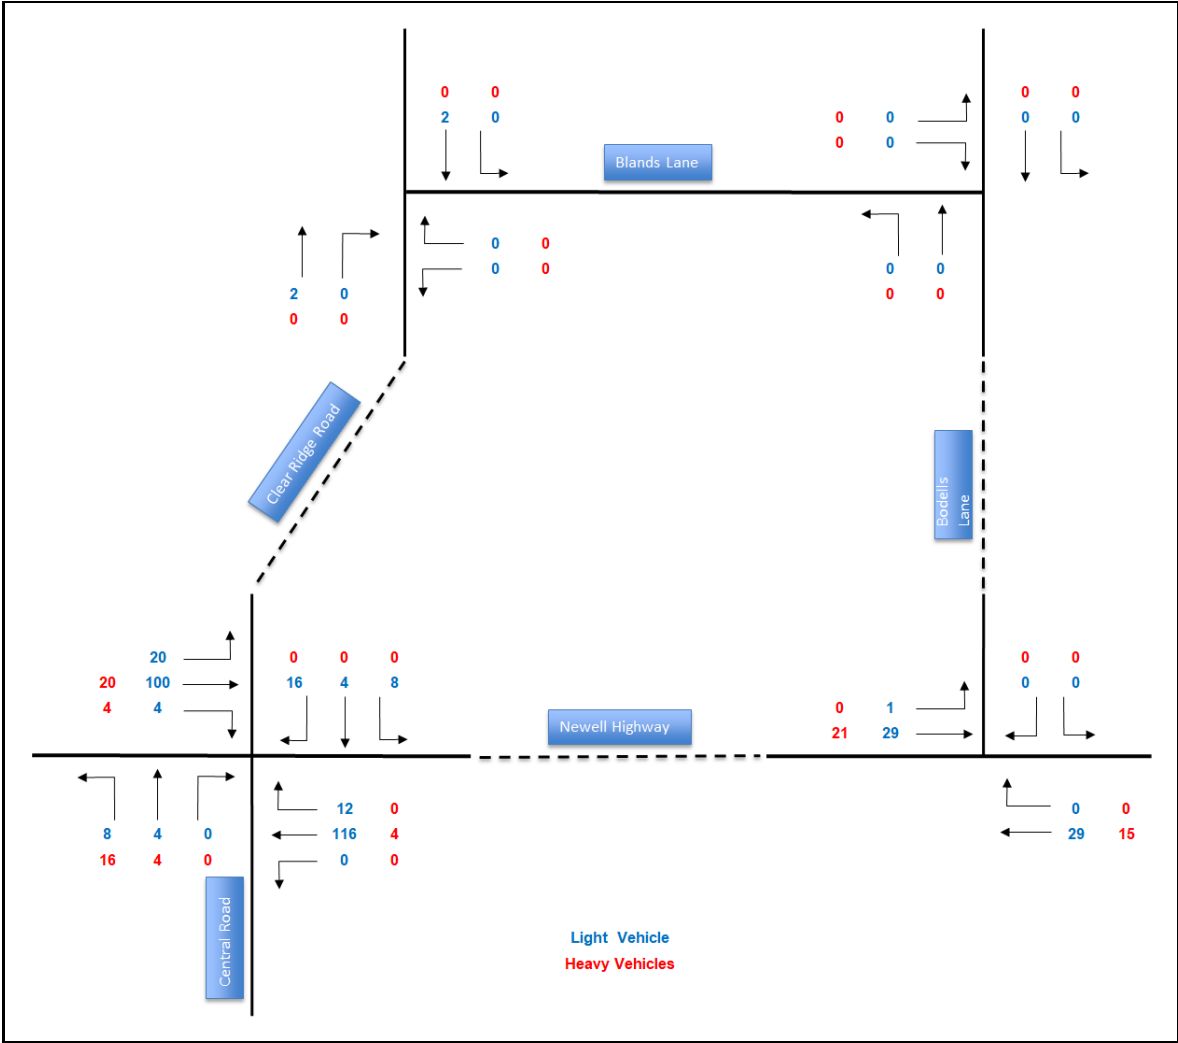 0 0
2 0
0 0
0 0
0 0
0 0
Blands Lane
0 0
0 0
2 0
0 0
0 0
0 0
Clear Ridge Road
Bodells
Lane
20
20 100
4 4
0 0 0
16 4 8
Newell Highway
0 1
21 29
0 0
0 0
8 4 0
16 4 0
12 0
116 4
0 0
0 0
29 15
Central Road
Light Vehicle
Heavy Vehicles